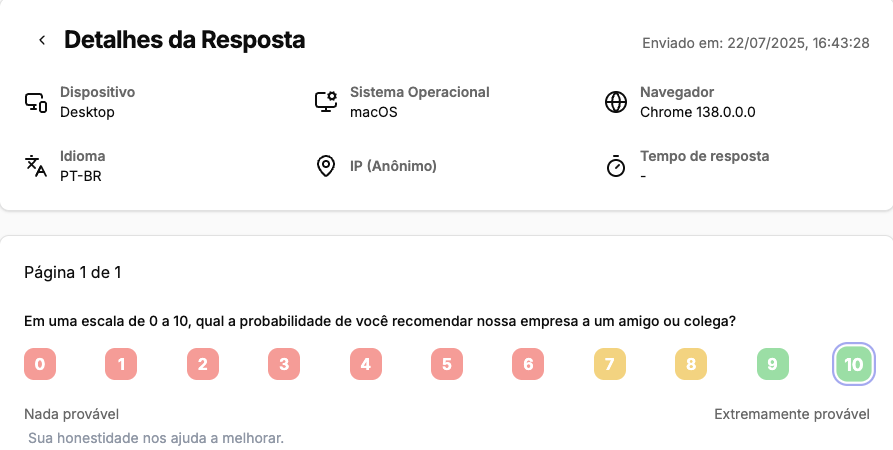 Detalhes da Resposta
Enviado em: 22/07/2025, 16:43:28
Dispositivo
Desktop
Sistema Operacional
macOS
Navegador
Chrome 138.0.0.0
Idioma
PT-BR
IP (Anônimo)
Tempo de resposta
-
Página 1 de 1
Em uma escala de 0 a 10, qual a probabilidade de você recomendar nossa empresa a um amigo ou colega?
0 1 2 3 4 5 6 7 8 9 10
Nada provável
Extremamente provável
Sua honestidade nos ajuda a melhorar.